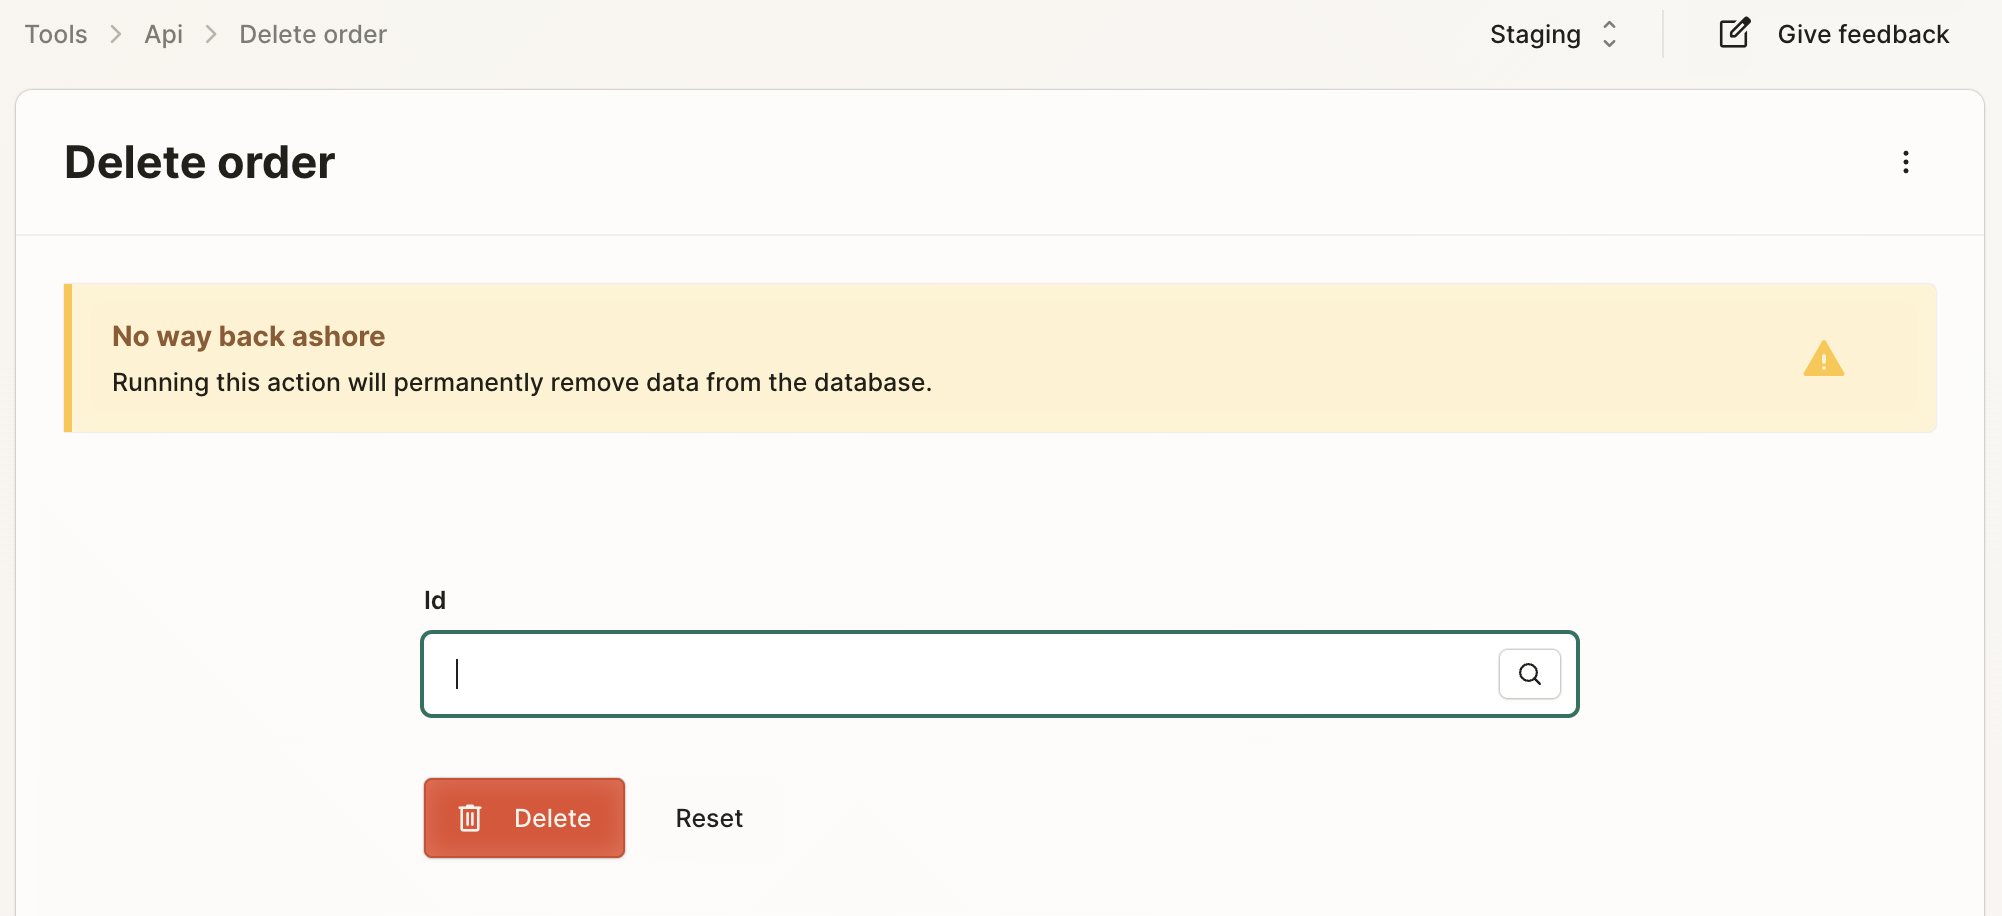 Tools > Api > Delete order
Staging
Give feedback
Delete order
No way back ashore
Running this action will permanently remove data from the database.
Id
Delete
Reset